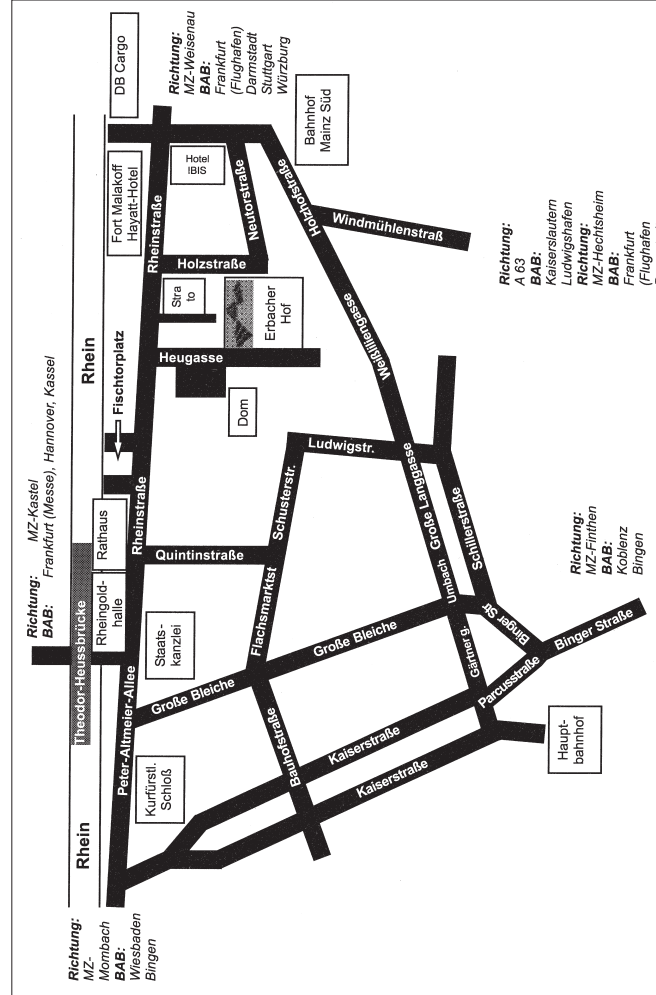 Richtung:
MZ-
Mombach
BAB:
Wiesbaden
Bingen
Rhein
Theodor-Heussbrücke
Richtung: MZ-Kastel
BAB: Frankfurt (Messe), Hannover, Kassel
Rhein
Fischtorplatz
DB Cargo
Richtung:
MZ-Weisenau
BAB:
Frankfurt
(Flughafen)
Darmstadt
Stuttgart
Würzburg
Peter-Altmeier-Allee
Rheingold-
halle
Rathaus
Rheinstraße
Rheinstraße
Fort Malakoff
Hayatt-Hotel
Hotel
IBIS
Bahnhof
Mainz Süd
Kurfürstl.
Schloß
Staats-
kanzlei
Große Bleiche
Quintinstraße
Heugasse
Dom
Stra
to
Erbacher
Hof
Holzstraße
Neutorstraße
Holzhofstraße
Windmühlenstraß
Bauhofstraße
Flachsmarktst
Schusterstr.
Ludwigstr.
Weißliliengasse
Große Bleiche
Kaiserstraße
Kaiserstraße
Gärtner g.
Umbach
Große Langgasse
Schillerstraße
Binger Str
Parcusstraße
Binger Straße
Haupt-
bahnhof
Richtung:
MZ-Finthen
BAB:
Koblenz
Bingen
Richtung:
A 63
BAB:
Kaiserslautern
Ludwigshafen
Richtung:
MZ-Hechtsheim
BAB:
Frankfurt
(Flughafen